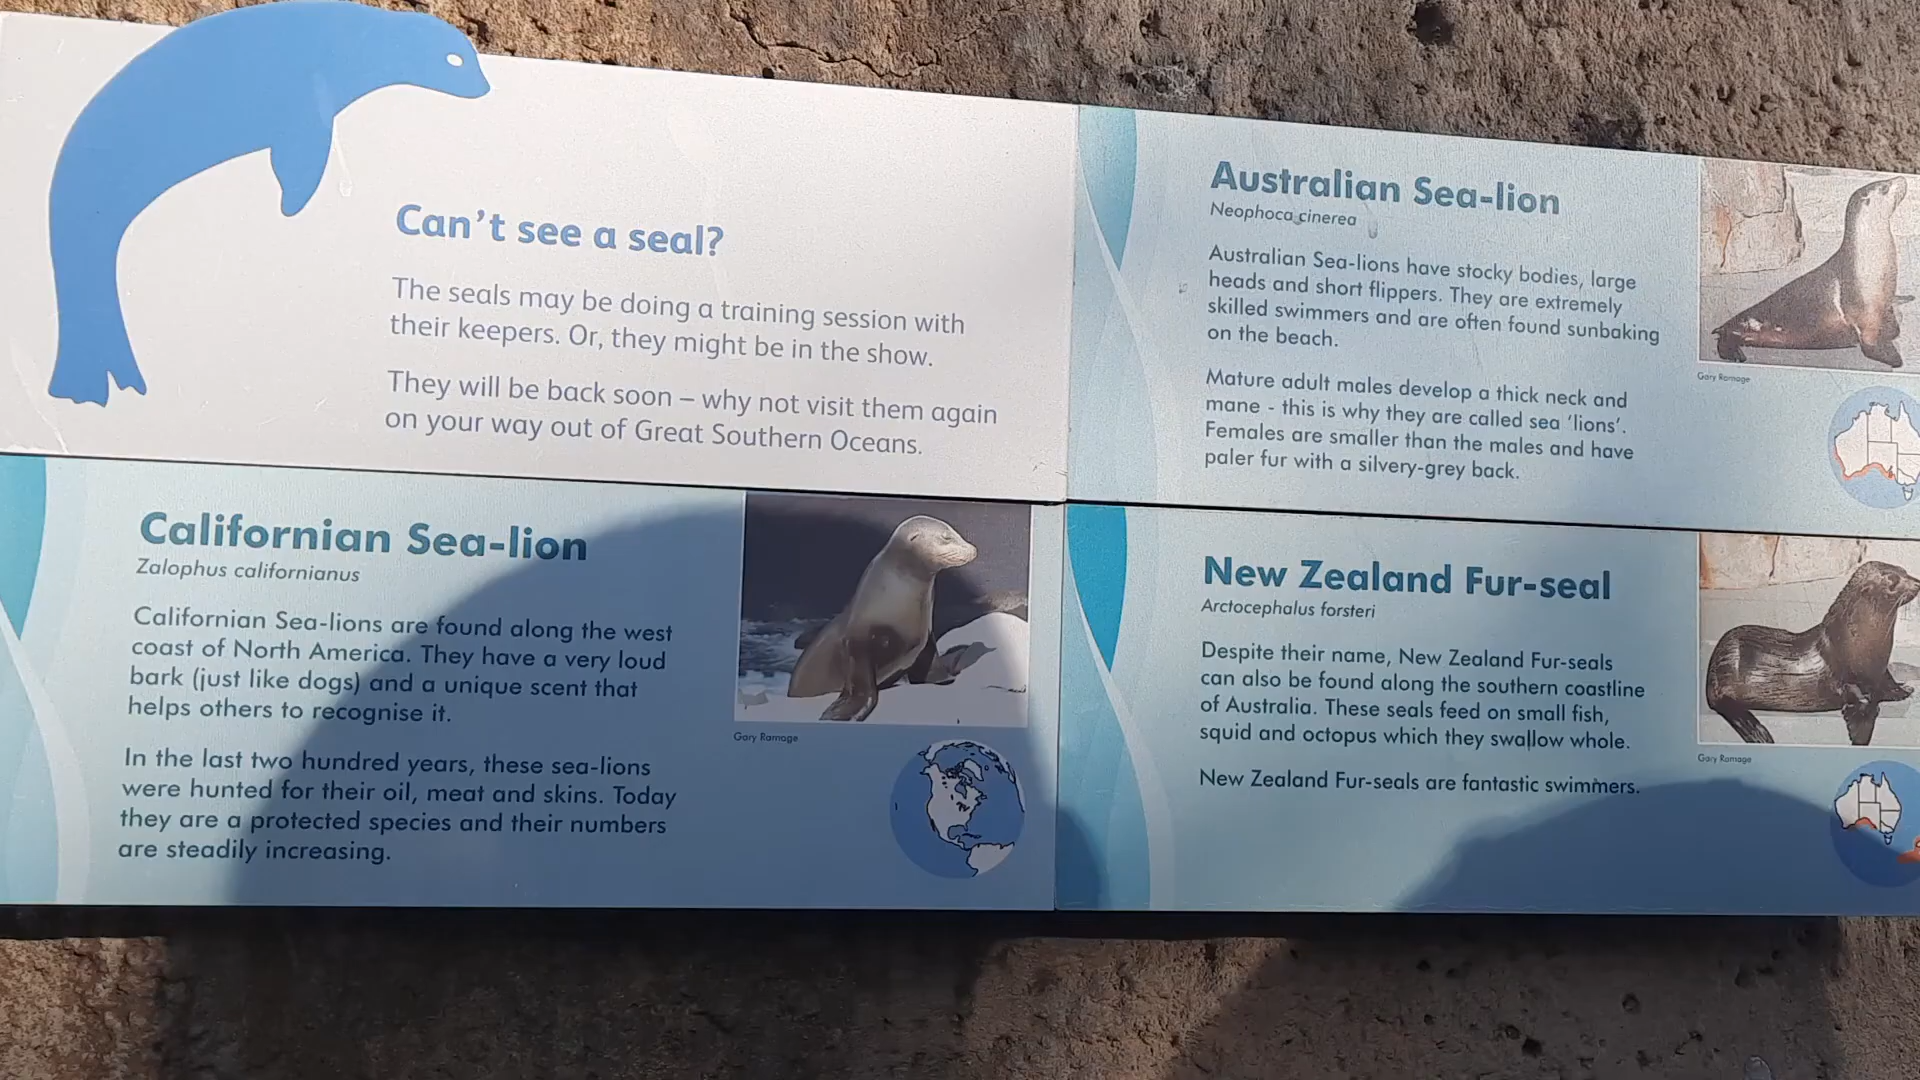 Can't see a seal?
The seals may be doing a training session with
their keepers. Or, they might be in the show.
They will be back soon – why not visit them again
on your way out of Great Southern Oceans.
Australian Sea-lion
Neophoca cinerea
Australian Sea-lions have stocky bodies, large
heads and short flippers. They are extremely
skilled swimmers and are often found sunbaking
on the beach.
Mature adult males develop a thick neck and
mane - this is why they are called sea 'lions'.
Females are smaller than the males and have
paler fur with a silvery-grey back.
Gary Ramage
Californian Sea-lion
Zalophus californianus
Californian Sea-lions are found along the west
coast of North America. They have a very loud
bark (just like dogs) and a unique scent that
helps others to recognise it.
In the last two hundred years, these sea-lions
were hunted for their oil, meat and skins. Today
they are a protected species and their numbers
are steadily increasing.
Gary Ramage
New Zealand Fur-seal
Arctocephalus forsteri
Despite their name, New Zealand Fur-seals
can also be found along the southern coastline
of Australia. These seals feed on small fish,
squid and octopus which they swallow whole.
New Zealand Fur-seals are fantastic swimmers.
Gary Ramage